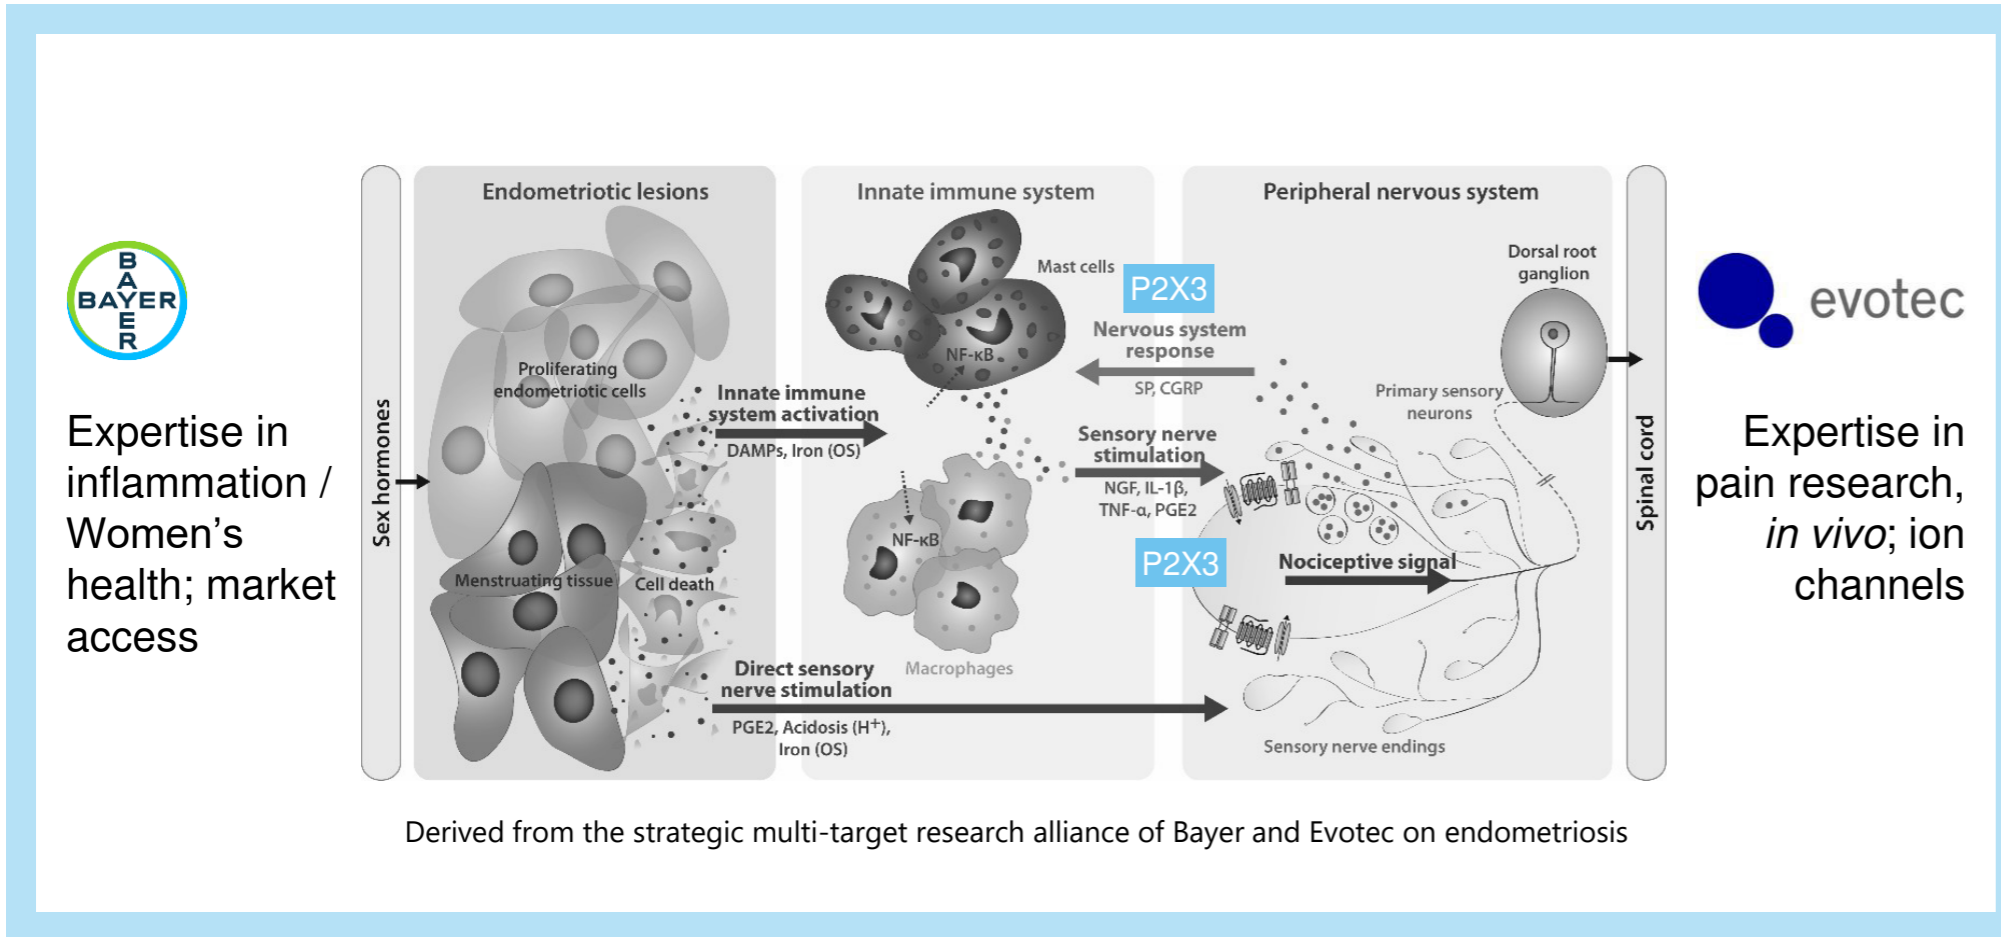 B
A
BAYER
E
R
Expertise in
inflammation /
Women’s
health; market
access
Sex hormones
Endometriotic lesions
Proliferating
endometriotic cells
Menstruating tissue
Cell death
Innate immune
system activation
DAMPs, Iron (OS)
Direct sensory
nerve stimulation
PGE2, Acidosis (H⁺),
Iron (OS)
Innate immune system
Mast cells
NF-κB
NF-κB
Macrophages
P2X3
Nervous system
response
SP, CGRP
Sensory nerve
stimulation
NGF, IL-1β,
TNF-α, PGE2
P2X3
Peripheral nervous system
Dorsal root
ganglion
Primary sensory
neurons
Nociceptive signal
Sensory nerve endings
Spinal cord
evotec
Expertise in
pain research,
in vivo; ion
channels
Derived from the strategic multi-target research alliance of Bayer and Evotec on endometriosis